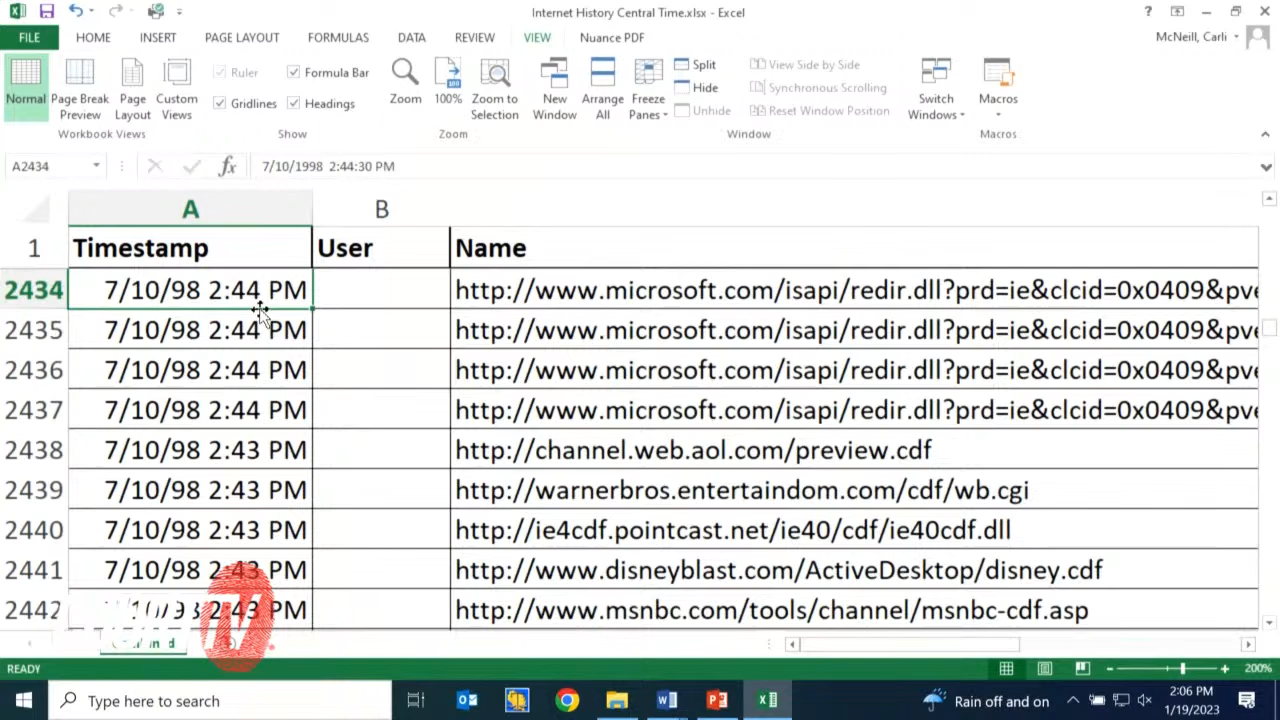 Internet History Central Time.xlsx - Excel
FILE HOME INSERT PAGE LAYOUT FORMULAS DATA REVIEW VIEW Nuance PDF McNeill, Carli
Normal
Page Break Preview
Page Layout
Custom Views
Workbook Views
Ruler Formula Bar
Gridlines Headings
Show
Zoom
100%
Zoom to Selection
Zoom
New Window
Arrange All
Freeze Panes
Split
Hide
Unhide
View Side by Side
Synchronous Scrolling
Reset Window Position
Window
Switch Windows
Macros
Macros
A2434 fx 7/10/1998 2:44:30 PM
A B
1 Timestamp User Name
2434 7/10/98 2:44 PM http://www.microsoft.com/isapi/redir.dll?prd=ie&clcid=0x0409&pve
2435 7/10/98 2:44 PM http://www.microsoft.com/isapi/redir.dll?prd=ie&clcid=0x0409&pve
2436 7/10/98 2:44 PM http://www.microsoft.com/isapi/redir.dll?prd=ie&clcid=0x0409&pve
2437 7/10/98 2:44 PM http://www.microsoft.com/isapi/redir.dll?prd=ie&clcid=0x0409&pve
2438 7/10/98 2:43 PM http://channel.web.aol.com/preview.cdf
2439 7/10/98 2:43 PM http://warnerbros.entertaindom.com/cdf/wb.cgi
2440 7/10/98 2:43 PM http://ie4cdf.pointcast.net/ie40/cdf/ie40cdf.dll
2441 7/10/98 2:43 PM http://www.disneyblast.com/ActiveDesktop/disney.cdf
2442 7/10/98 2:43 PM http://www.msnbc.com/tools/channel/msnbc-cdf.asp
READY 200%
Type here to search Rain off and on 2:06 PM
1/19/2023